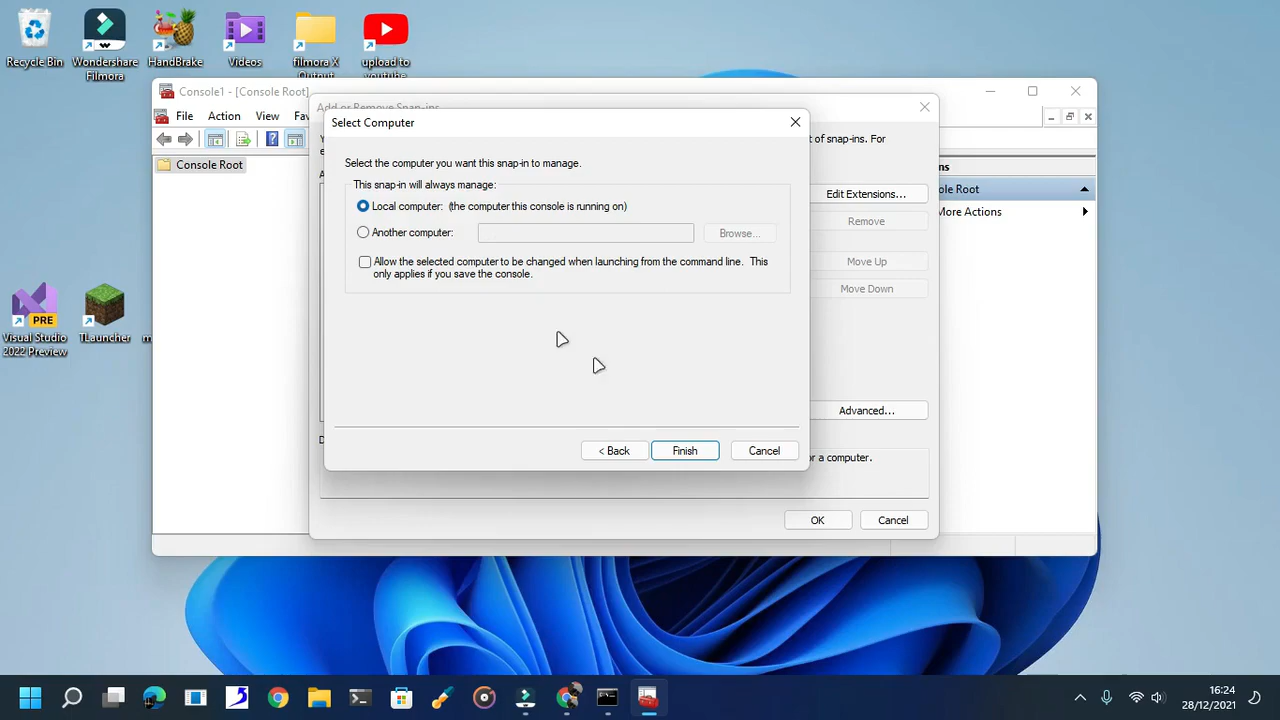 Recycle Bin
Wondershare
Filmora
HandBrake
Videos
filmora X
Output
upload to
youtube
Console1 - [Console Root]
Add or Remove Snap-ins
File Action View Fav
Select Computer
Select the computer you want this snap-in to manage.
This snap-in will always manage:
Local computer: (the computer this console is running on)
Another computer:
Browse...
Allow the selected computer to be changed when launching from the command line. This
only applies if you save the console.
< Back
Finish
Cancel
Console Root
t of snap-ins. For
Edit Extensions...
Remove
Move Up
Move Down
Advanced...
or a computer.
OK
Cancel
ns
ole Root
More Actions
PRE
Visual Studio
2022 Preview
TLauncher
m
16:24
28/12/2021